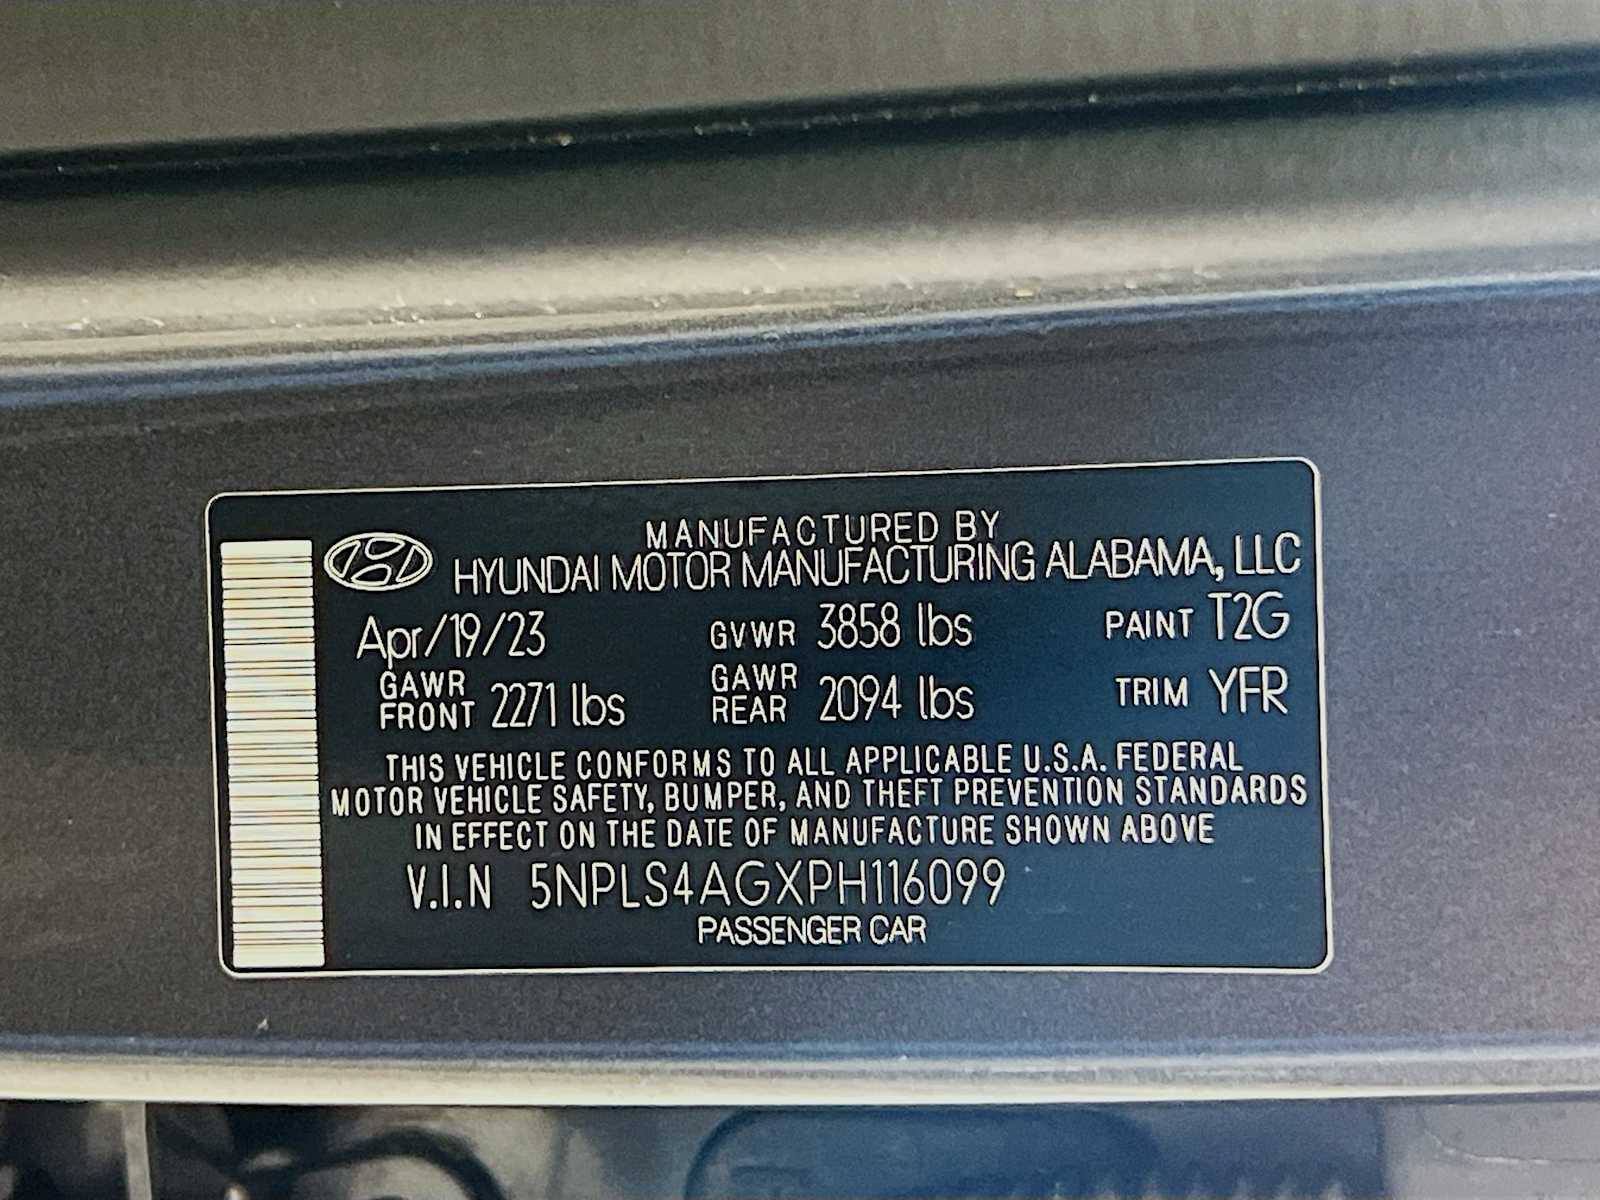 MANUFACTURED BY
HYUNDAI MOTOR MANUFACTURING ALABAMA, LLC
Apr/19/23 GVWR 3858 lbs PAINT T2G
GAWR FRONT 2271 lbs GAWR REAR 2094 lbs TRIM YFR
THIS VEHICLE CONFORMS TO ALL APPLICABLE U.S.A. FEDERAL
MOTOR VEHICLE SAFETY, BUMPER, AND THEFT PREVENTION STANDARDS
IN EFFECT ON THE DATE OF MANUFACTURE SHOWN ABOVE
V.I.N 5NPLS4AGXPH116099
PASSENGER CAR